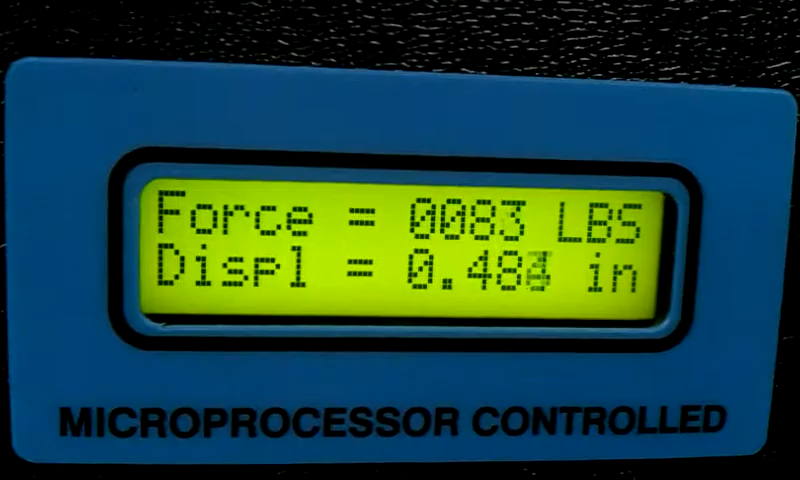 Force = 0083 LBS
Displ = in
MICROPROCESSOR CONTROLLED